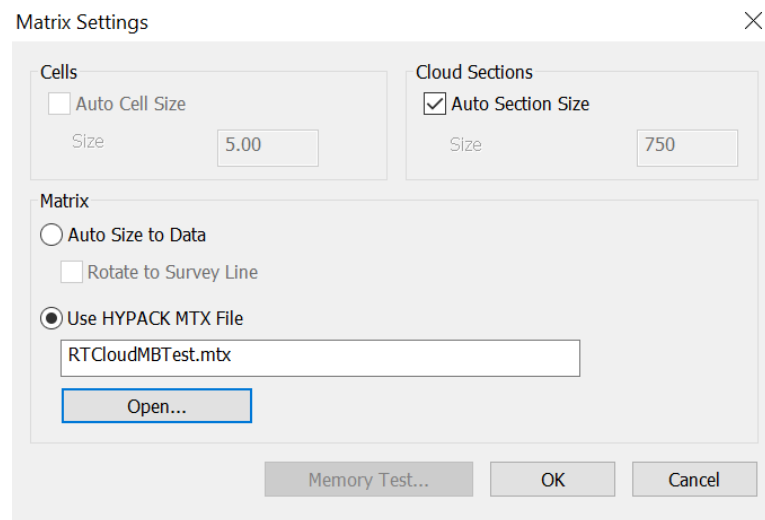 Matrix Settings
Cells
Auto Cell Size
Size
5.00
Cloud Sections
Auto Section Size
Size
750
Matrix
Auto Size to Data
Rotate to Survey Line
Use HYPACK MTX File
RTCloudMBTest.mtx
Open...
Memory Test...
OK
Cancel